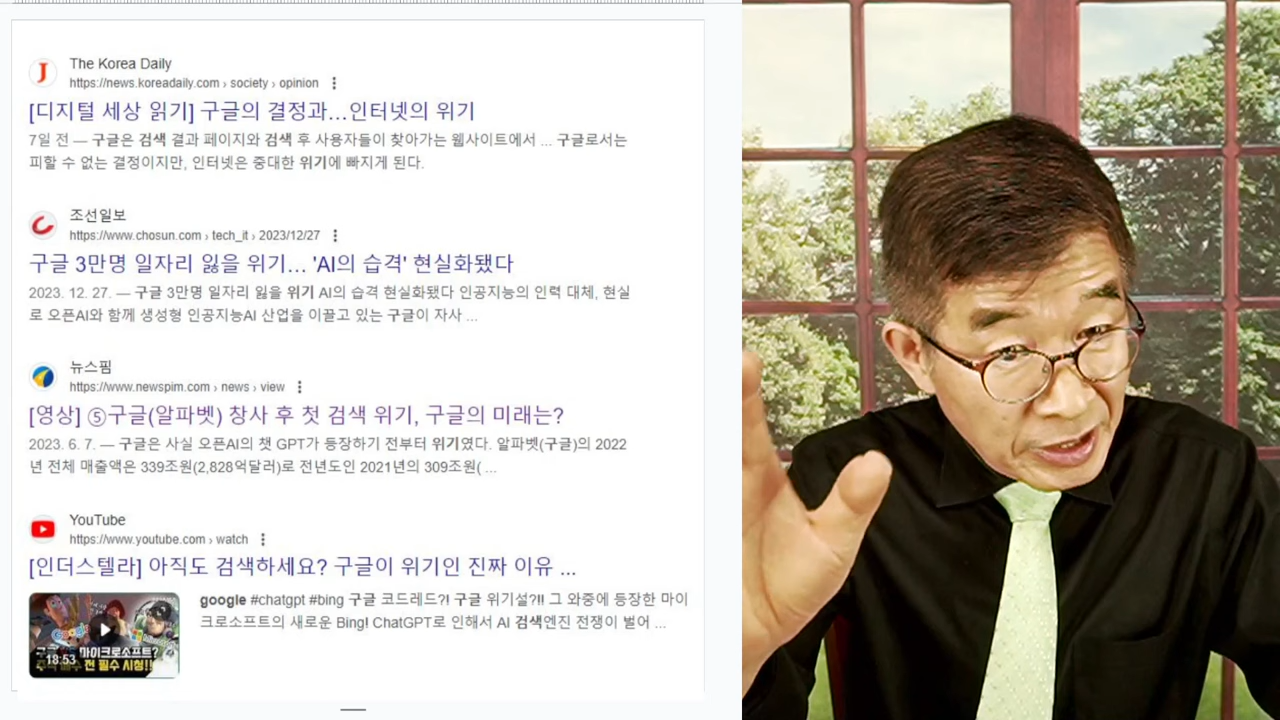 The Korea Daily
https://news.koreadaily.com › society › opinion
[디지털 세상 읽기] 구글의 결정과…인터넷의 위기
7일 전 — 구글은 검색 결과 페이지와 검색 후 사용자들이 찾아가는 웹사이트에서 ... 구글로서는
피할 수 없는 결정이지만, 인터넷은 중대한 위기에 빠지게 된다.
조선일보
https://www.chosun.com › tech_it › 2023/12/27
구글 3만명 일자리 잃을 위기… 'AI의 습격' 현실화됐다
2023. 12. 27. — 구글 3만명 일자리 잃을 위기 AI의 습격 현실화됐다 인공지능의 인력 대체, 현실
로 오픈AI와 함께 생성형 인공지능AI 산업을 이끌고 있는 구글이 자사 ...
뉴스핌
https://www.newspim.com › news › view
[영상] ⑤구글(알파벳) 창사 후 첫 검색 위기, 구글의 미래는?
2023. 6. 7. — 구글은 사실 오픈AI의 챗 GPT가 등장하기 전부터 위기였다. 알파벳(구글)의 2022
년 전체 매출액은 339조원(2,828억달러)로 전년도인 2021년의 309조원( ...
YouTube
https://www.youtube.com › watch
[인더스텔라] 아직도 검색하세요? 구글이 위기인 진짜 이유 ...
google #chatgpt #bing 구글 코드레드?! 구글 위기설?!! 그 와중에 등장한 마이
크로소프트의 새로운 Bing! ChatGPT로 인해서 AI 검색엔진 전쟁이 벌어 ...
Google
마이크로소프트?
18:53
전 필수 시청!!